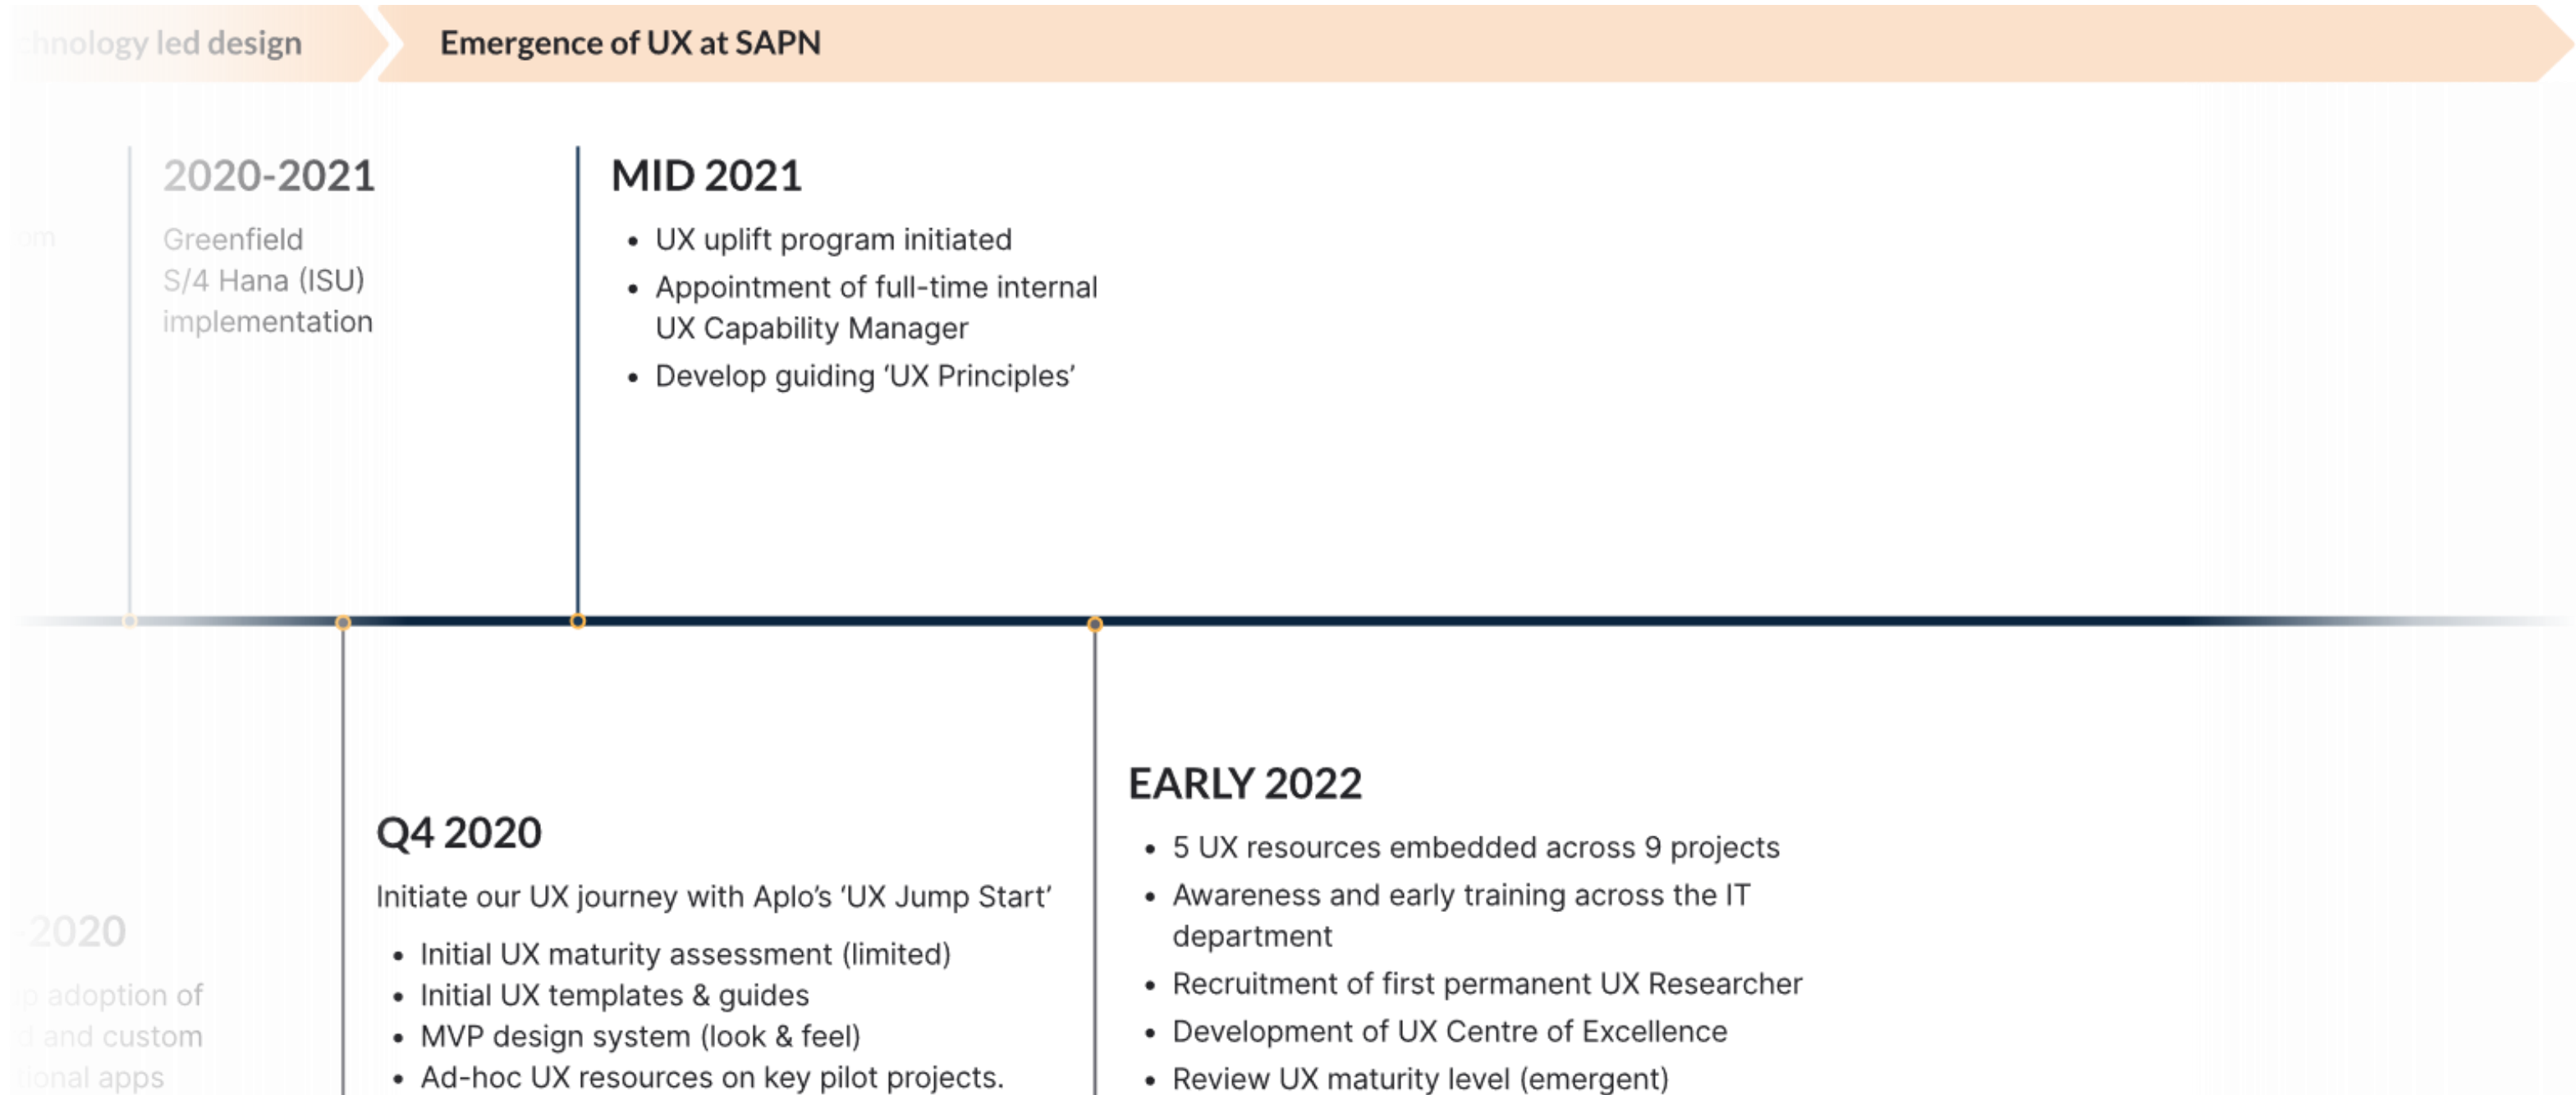 led design
Emergence of UX at SAPN
2020-2021
Greenfield
S/4 Hana (ISU)
implementation
MID 2021
• UX uplift program initiated
• Appointment of full-time internal
UX Capability Manager
• Develop guiding ‘UX Principles’
Q4 2020
Initiate our UX journey with Aplo’s ‘UX Jump Start’
• Initial UX maturity assessment (limited)
• Initial UX templates & guides
• MVP design system (look & feel)
• Ad-hoc UX resources on key pilot projects.
EARLY 2022
• 5 UX resources embedded across 9 projects
• Awareness and early training across the IT
department
• Recruitment of first permanent UX Researcher
• Development of UX Centre of Excellence
• Review UX maturity level (emergent)
-2020
adoption of
and custom
apps